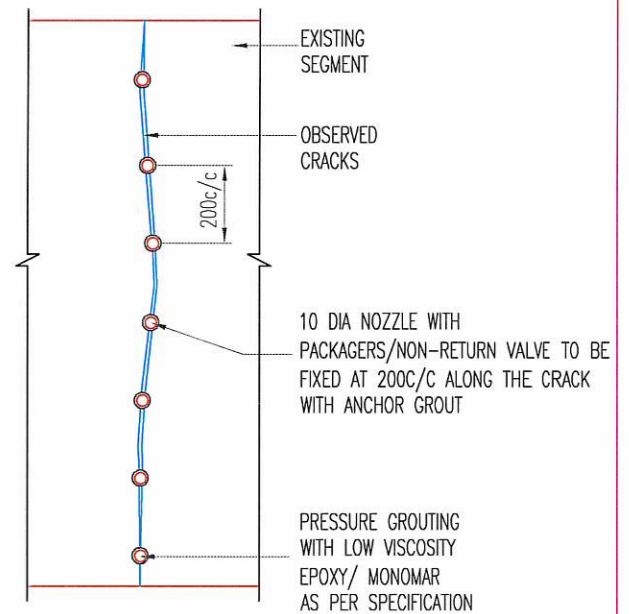 EXISTING
SEGMENT
OBSERVED
CRACKS
200c/c
10 DIA NOZZLE WITH
PACKAGERS/NON-RETURN VALVE TO BE
FIXED AT 200C/C ALONG THE CRACK
WITH ANCHOR GROUT
PRESSURE GROUTING
WITH LOW VISCOSITY
EPOXY/ MONOMAR
AS PER SPECIFICATION